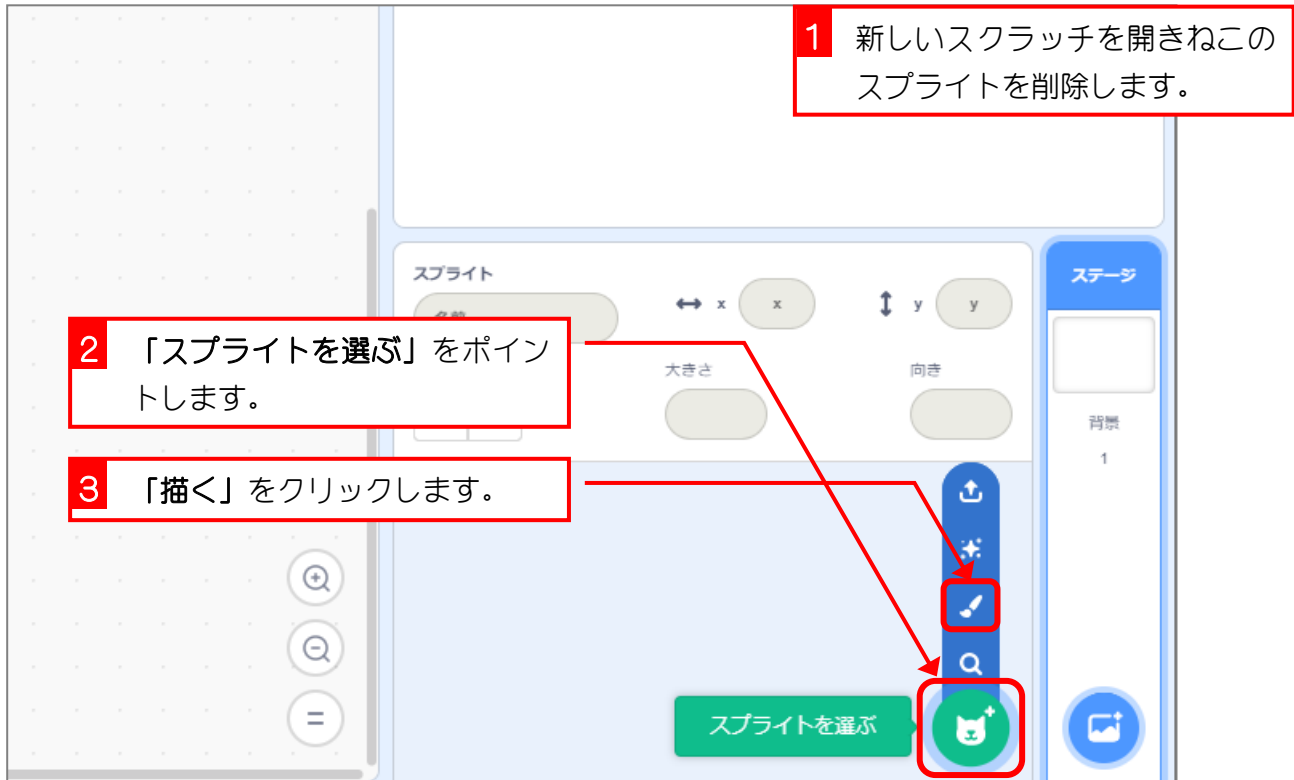 1 新しいスクラッチを開きねこの
スプライトを削除します。
スプライト
x x
y y
ステージ
2 「スプライトを選ぶ」をポイン
トします。
大きさ
向き
背景
1
3 「描く」をクリックします。
スプライトを選ぶ